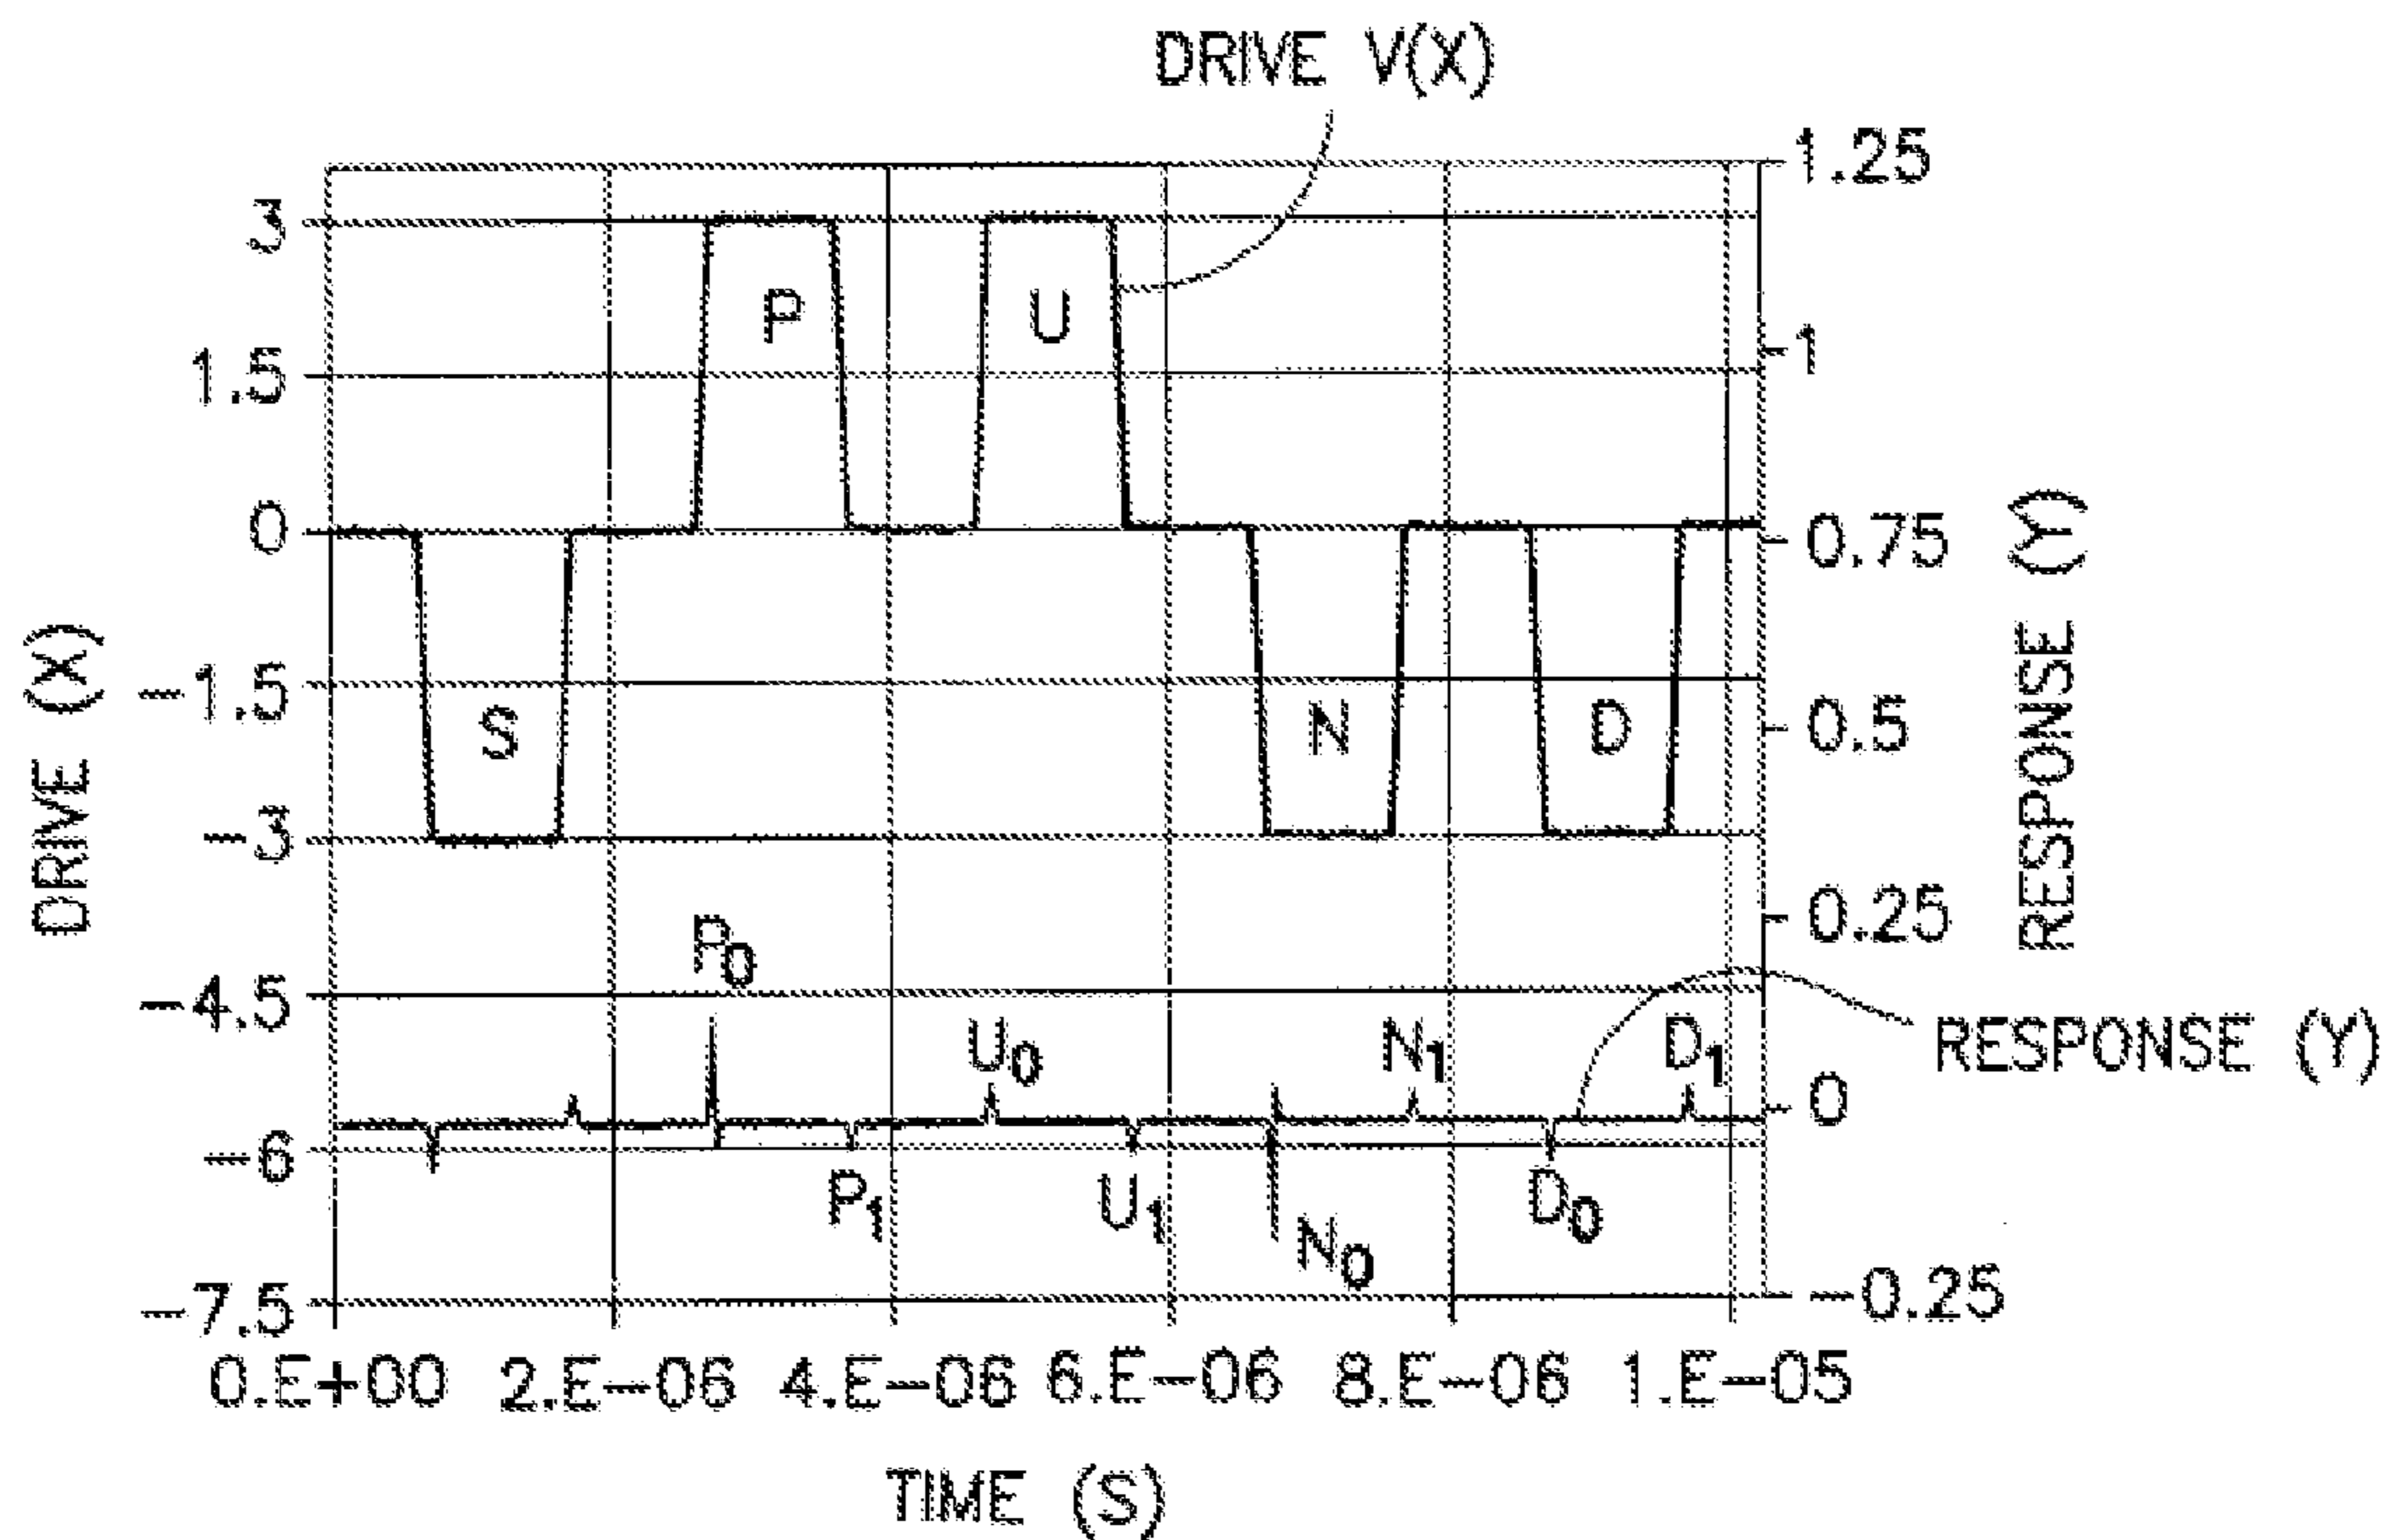 DRIVE V(X)
1.25
3
P
U
1
1.5
0
0.75
S
N
D
-1.5
0.5
-3
0.25
DRIVE (X)
RESPONSE (Y)
P0
-4.5
U0
N1
D1
RESPONSE (Y)
0
-6
P1
U1
N0
D0
-7.5
-0.25
0.E+00 2.E-06 4.E-06 6.E-06 8.E-06 1.E-05
TIME (S)